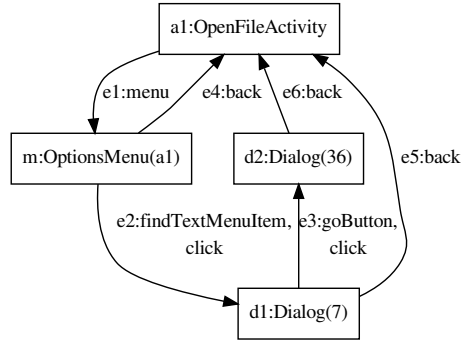 a1:OpenFileActivity
e1:menu
e4:back
e6:back
m:OptionsMenu(a1)
d2:Dialog(36)
e5:back
e2:findTextMenuItem,
click
e3:goButton,
click
d1:Dialog(7)